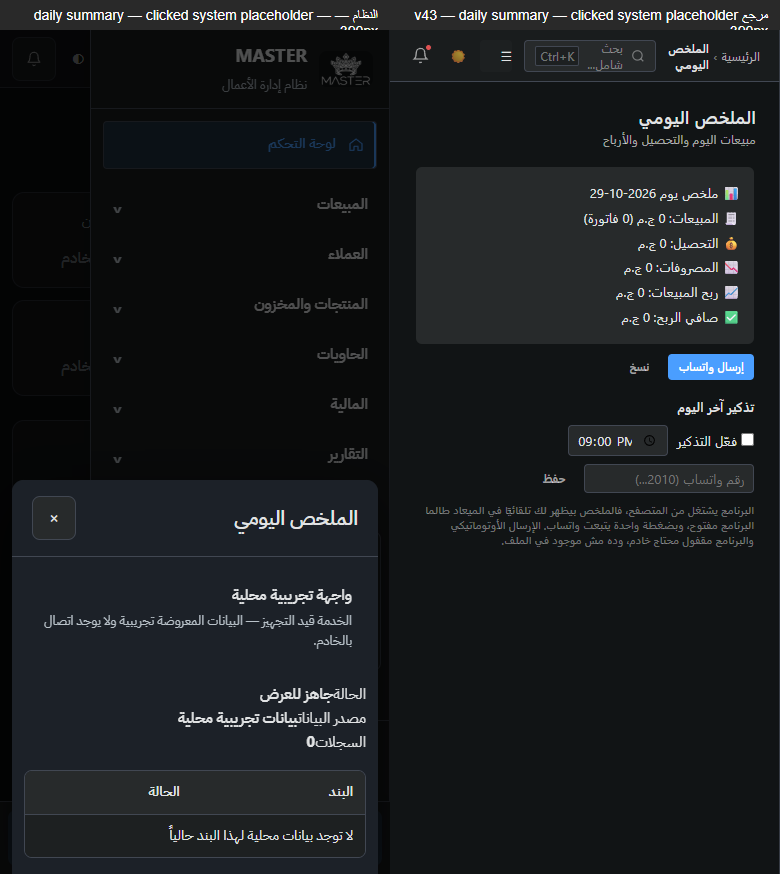 مرجع v43 — daily summary — clicked system placeholder
الرئيسية › الملخص اليومي
بحث شامل... Ctrl+K
☰
الملخص اليومي
مبيعات اليوم والتحصيل والأرباح
📊 ملخص يوم 2026-10-29
🧾 المبيعات: 0 ج.م (0 فاتورة)
💰 التحصيل: 0 ج.م
📉 المصروفات: 0 ج.م
📈 ربح المبيعات: 0 ج.م
✅ صافي الربح: 0 ج.م
إرسال واتساب
نسخ
تذكير آخر اليوم
فعّل التذكير
09:00 PM
رقم واتساب (2010...)
حفظ
البرنامج يشتغل من المتصفح، فالملخص بيظهر لك تلقائيًا في الميعاد طالما
البرنامج مفتوح، وبضغطة واحدة يتبعت واتساب. الإرسال الأوتوماتيكي
والبرنامج مقفول محتاج خادم، وده مش موجود في الملف.
النظام — daily summary — clicked system placeholder —
MASTER
نظام إدارة الأعمال
MASTER
لوحة التحكم
المبيعات
العملاء
المنتجات والمخزون
الحاويات
المالية
التقارير
خادم
خادم
الملخص اليومي
×
واجهة تجريبية محلية
الخدمة قيد التجهيز — البيانات المعروضة تجريبية ولا يوجد اتصال
بالخادم.
الحالةجاهز للعرض
مصدر البياناتبيانات تجريبية محلية
السجلات0
البند الحالة
لا توجد بيانات محلية لهذا البند حالياً